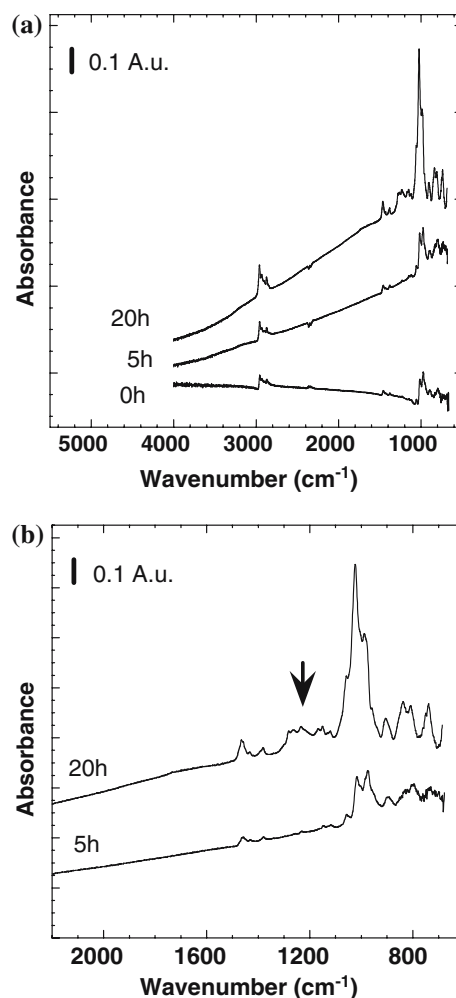 (a)
0.1 A.u.
Absorbance
20h
5h
0h
5000 4000 3000 2000 1000
Wavenumber (cm⁻¹)
(b)
0.1 A.u.
Absorbance
20h
5h
2000 1600 1200 800
Wavenumber (cm⁻¹)